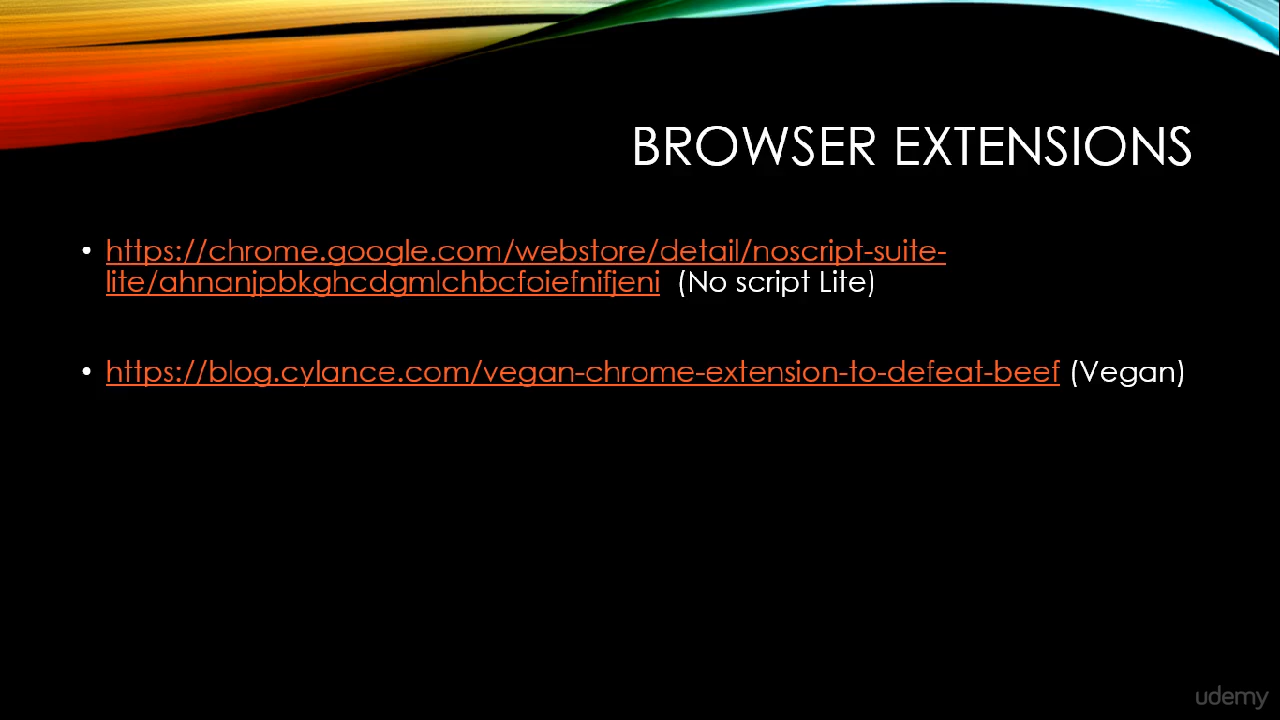 BROWSER EXTENSIONS
• https://chrome.google.com/webstore/detail/noscript-suite-
lite/ahnanjpbkghcdgmlchbcfoiefnifjeni (No script Lite)
• https://blog.cylance.com/vegan-chrome-extension-to-defeat-beef (Vegan)
udemy